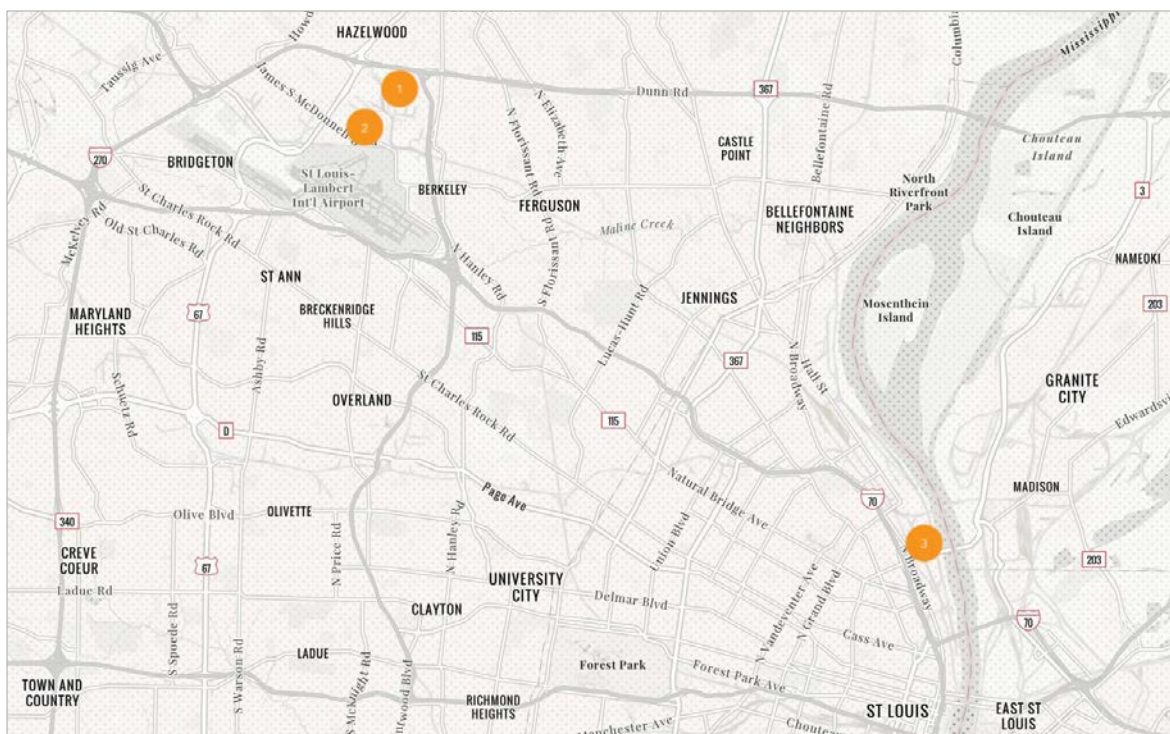 HAZELWOOD
Mississippi
Taussig Ave
James S McDonnell
1
2
367
Dunn Rd
Bellefontaine Rd
N Elizabeth Ave
N Florissant Rd
CASTLE
POINT
Chouteau
Island
270
BRIDGETON
St Louis-
Lambert
Int'l Airport
BERKELEY
FERGUSON
North
Riverfront
Park
3
Chouteau
Island
McKelvey Rd
St Charles Rock Rd
Old St Charles Rd
Maline Creek
BELLEFONTAINE
NEIGHBORS
NAMEOKI
ST ANN
N Hanley Rd
S Florissant Rd
JENNINGS
Mosenthein
Island
203
MARYLAND
HEIGHTS
67
BRECKENRIDGE
HILLS
115
Lucas-Hunt Rd
367
N Broadway
Hall St
GRANITE
CITY
Ashby Rd
Schuetz Rd
OVERLAND
St Charles Rock Rd
115
D
Page Ave
Natural Bridge Ave
70
MADISON
340
Olive Blvd
OLIVETTE
N Price Rd
N Hanley Rd
Union Blvd
3
N Broadway
203
CREVE
COEUR
67
Ladue Rd
UNIVERSITY
CITY
CLAYTON
Delmar Blvd
N Vandeventer Ave
N Grand Blvd
Cass Ave
70
S Spoede Rd
S Warson Rd
LADUE
S McKnight Rd
Forest Park
Forest Park Ave
TOWN AND
COUNTRY
RICHMOND
HEIGHTS
ST LOUIS
EAST ST
LOUIS